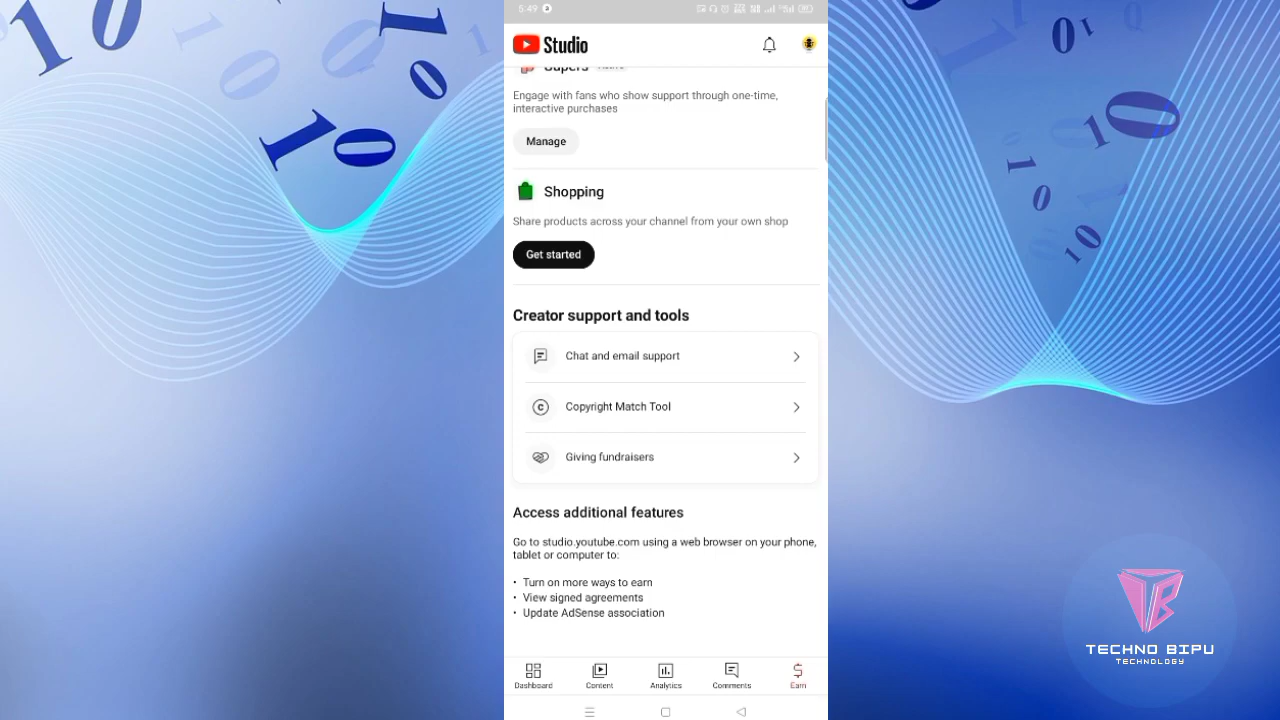 5:49
Studio
Supers
Engage with fans who show support through one-time,
interactive purchases
Manage
Shopping
Share products across your channel from your own shop
Get started
Creator support and tools
Chat and email support
Copyright Match Tool
Giving fundraisers
Access additional features
Go to studio.youtube.com using a web browser on your phone,
tablet or computer to:
• Turn on more ways to earn
• View signed agreements
• Update AdSense association
Dashboard
Content
Analytics
Comments
Earn
TECHNO BIPU
TECHNOLOGY